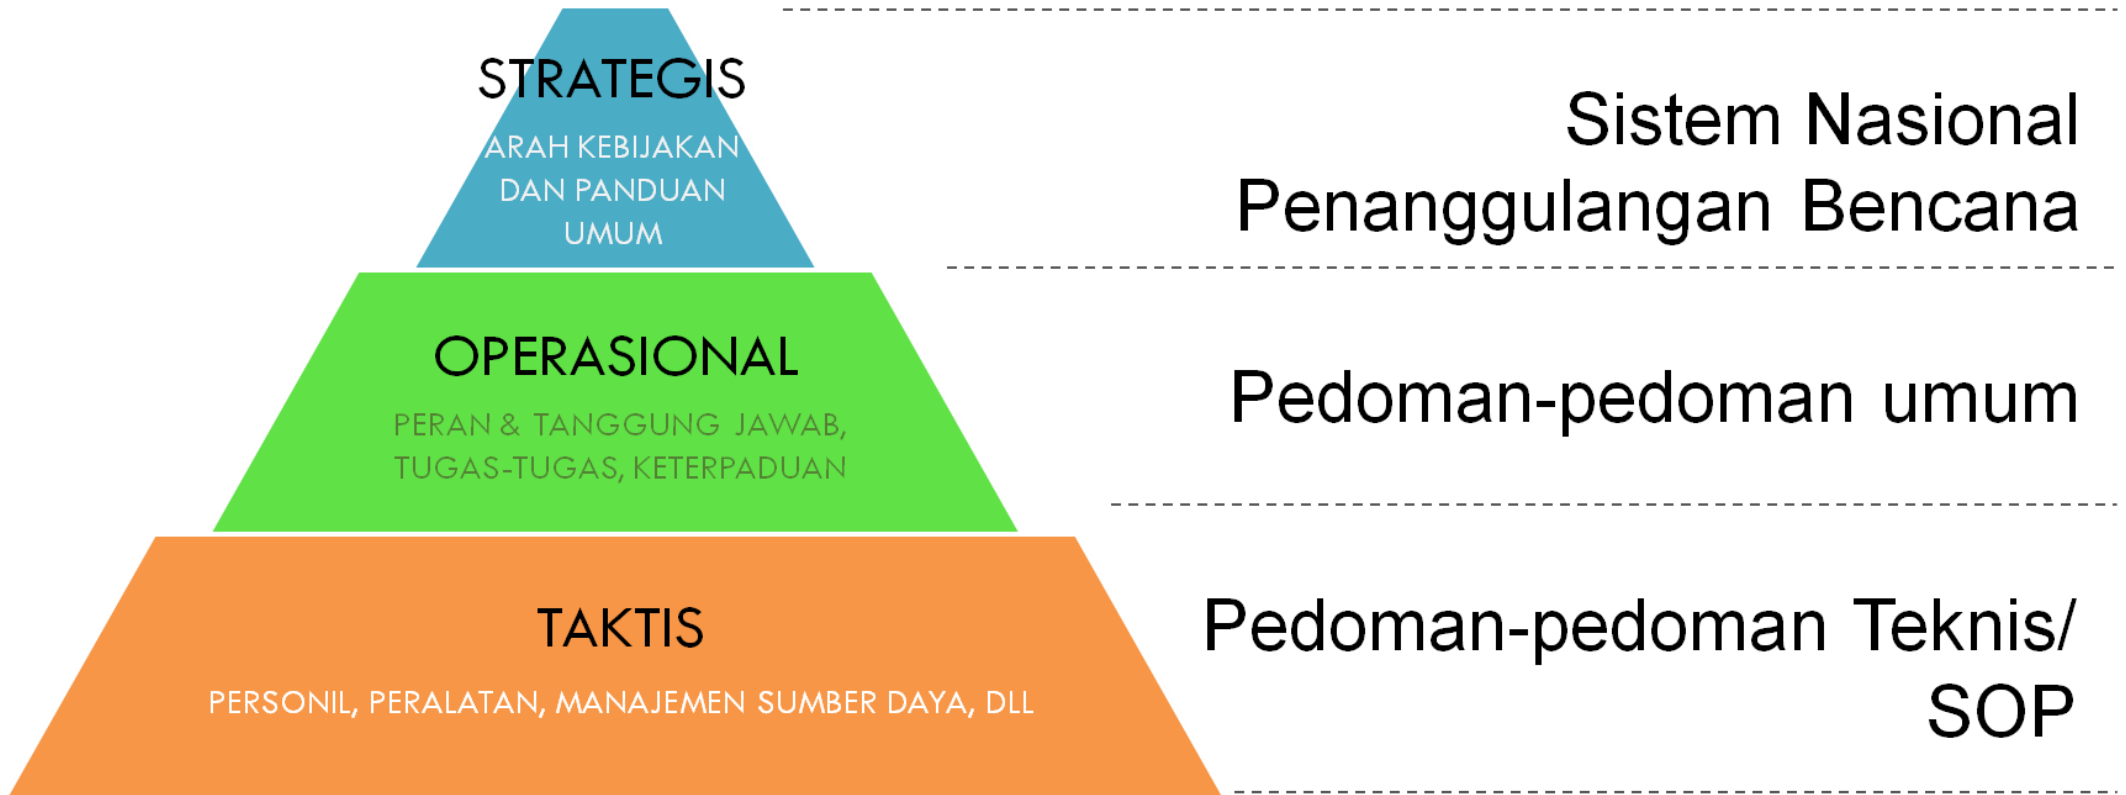 STRATEGIS
ARAH KEBIJAKAN
DAN PANDUAN
UMUM
Sistem Nasional
Penanggulangan Bencana
OPERASIONAL
PERAN & TANGGUNG JAWAB,
TUGAS-TUGAS, KETERPADUAN
Pedoman-pedoman umum
TAKTIS
PERSONIL, PERALATAN, MANAJEMEN SUMBER DAYA, DLL
Pedoman-pedoman Teknis/
SOP